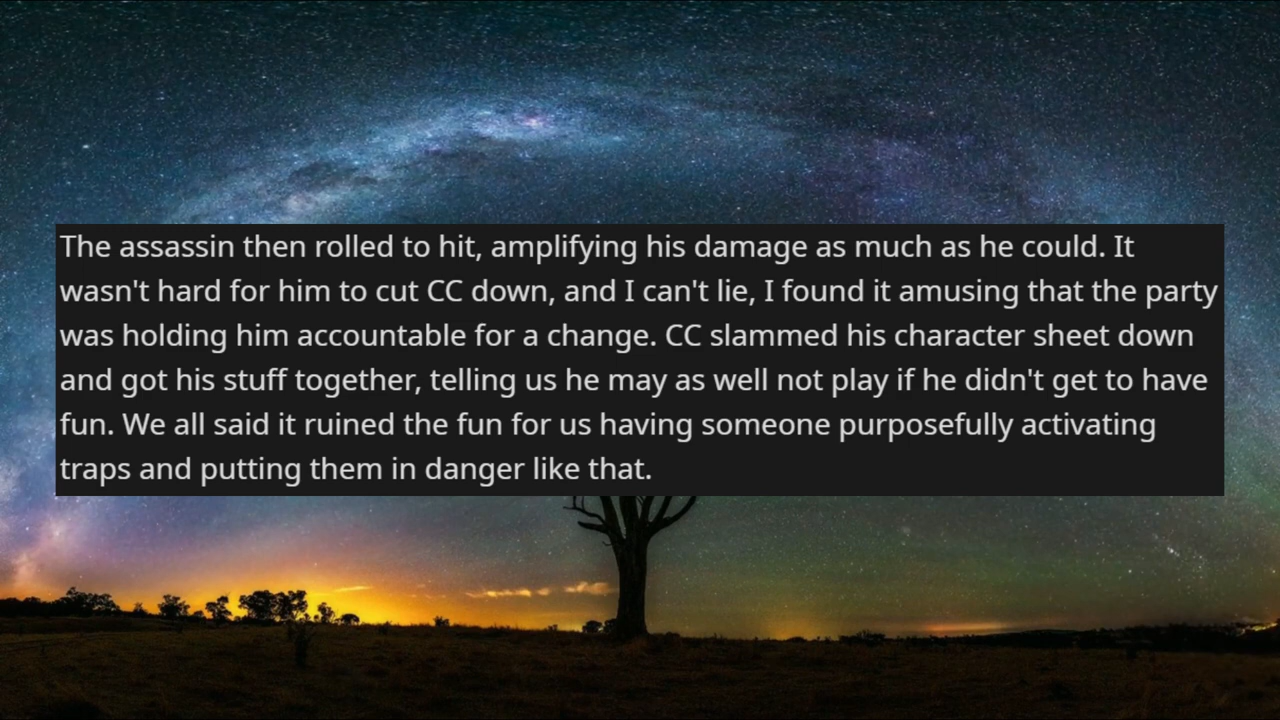 The assassin then rolled to hit, amplifying his damage as much as he could. It
wasn't hard for him to cut CC down, and I can't lie, I found it amusing that the party
was holding him accountable for a change. CC slammed his character sheet down
and got his stuff together, telling us he may as well not play if he didn't get to have
fun. We all said it ruined the fun for us having someone purposefully activating
traps and putting them in danger like that.